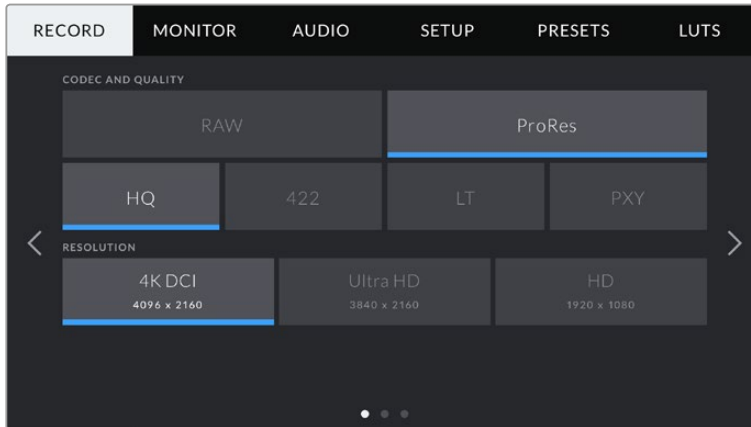 RECORD MONITOR AUDIO SETUP PRESETS LUTS
CODEC AND QUALITY
RAW ProRes
HQ 422 LT PXY
RESOLUTION
4K DCI Ultra HD HD
4096 x 2160 3840 x 2160 1920 x 1080